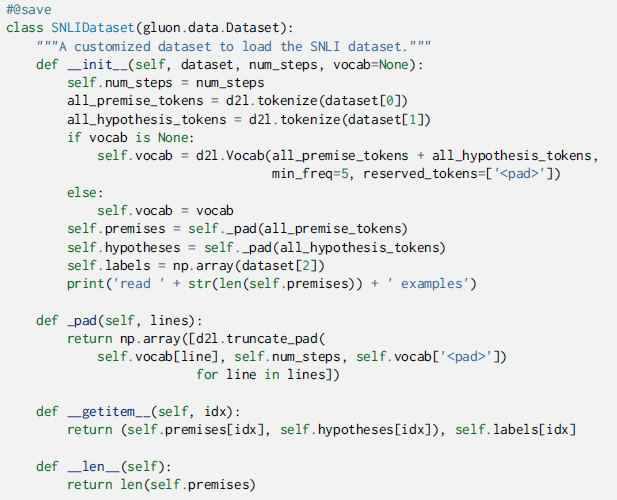 #@save
class SNLIDataset(gluon.data.Dataset):
    """A customized dataset to load the SNLI dataset."""
    def __init__(self, dataset, num_steps, vocab=None):
        self.num_steps = num_steps
        all_premise_tokens = d2l.tokenize(dataset[0])
        all_hypothesis_tokens = d2l.tokenize(dataset[1])
        if vocab is None:
            self.vocab = d2l.Vocab(all_premise_tokens + all_hypothesis_tokens,
                                   min_freq=5, reserved_tokens=['<pad>'])
        else:
            self.vocab = vocab
        self.premises = self._pad(all_premise_tokens)
        self.hypotheses = self._pad(all_hypothesis_tokens)
        self.labels = np.array(dataset[2])
        print('read ' + str(len(self.premises)) + ' examples')

    def _pad(self, lines):
        return np.array([d2l.truncate_pad(
            self.vocab[line], self.num_steps, self.vocab['<pad>'])
                         for line in lines])

    def __getitem__(self, idx):
        return (self.premises[idx], self.hypotheses[idx]), self.labels[idx]

    def __len__(self):
        return len(self.premises)